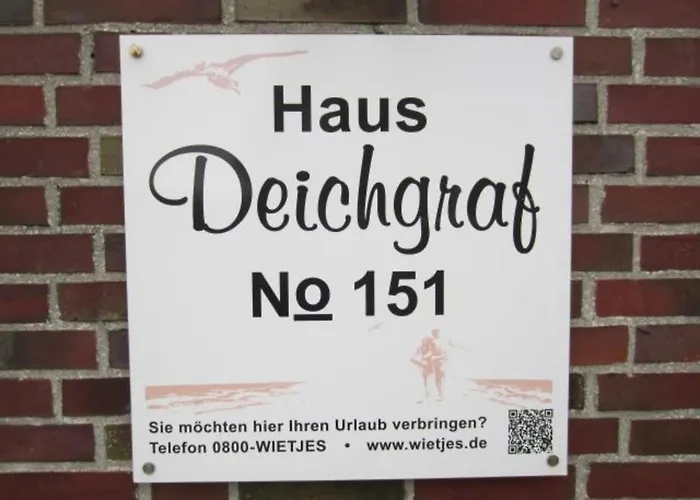 Haus
Deichgraf
No 151
Sie möchten hier Ihren Urlaub verbringen?
Telefon 0800-WIETJES • www.wietjes.de